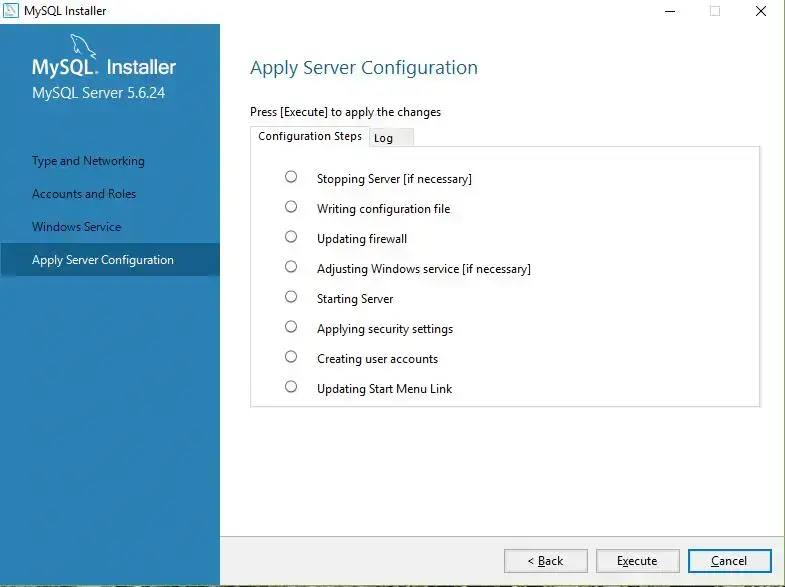 MySQL Installer
MySQL. Installer
MySQL Server 5.6.24
Type and Networking
Accounts and Roles
Windows Service
Apply Server Configuration
Apply Server Configuration
Press [Execute] to apply the changes
Configuration Steps Log
Stopping Server [if necessary]
Writing configuration file
Updating firewall
Adjusting Windows service [if necessary]
Starting Server
Applying security settings
Creating user accounts
Updating Start Menu Link
< Back Execute Cancel